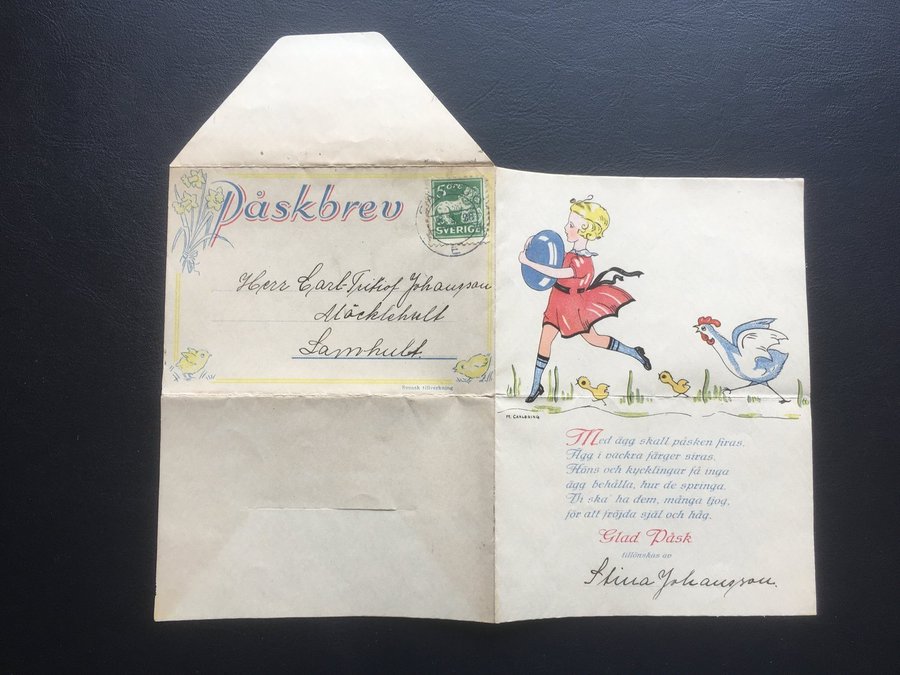 Påskbrev
5 ÖRE
SVERIGE
Herr Carl-Tritiof Johansson
Möcklehult
Lamhult
Svensk tillverkning
M. CARLBRING
Med ägg skall påsken firas.
Ägg i vackra färger siras.
Höns och kycklingar få inga
ägg behålla, hur de springa.
Vi ska' ha dem, många tjog,
för att fröjda själ och håg.
Glad Påsk
tillönskas av
Stina Johansson.